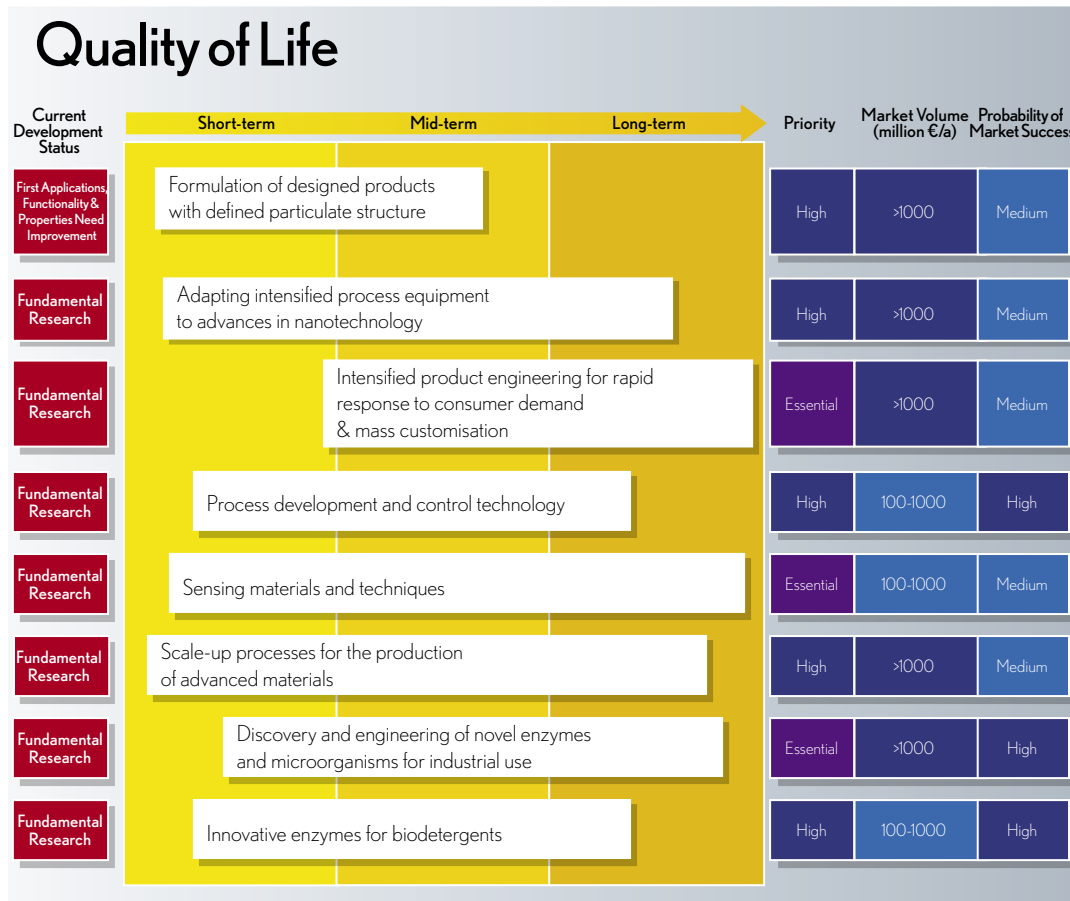 Quality of Life
Current
Development
Status
Short-term
Mid-term
Long-term
Priority
Market Volume
(million €/a)
Probability of
Market Success
First Applications,
Functionality &
Properties Need
Improvement
Formulation of designed products
with defined particulate structure
High
>1000
Medium
Fundamental
Research
Adapting intensified process equipment
to advances in nanotechnology
High
>1000
Medium
Fundamental
Research
Intensified product engineering for rapid
response to consumer demand
& mass customisation
Essential
>1000
Medium
Fundamental
Research
Process development and control technology
High
100-1000
High
Fundamental
Research
Sensing materials and techniques
Essential
100-1000
Medium
Fundamental
Research
Scale-up processes for the production
of advanced materials
High
>1000
Medium
Fundamental
Research
Discovery and engineering of novel enzymes
and microorganisms for industrial use
Essential
>1000
High
Fundamental
Research
Innovative enzymes for biodetergents
High
100-1000
High